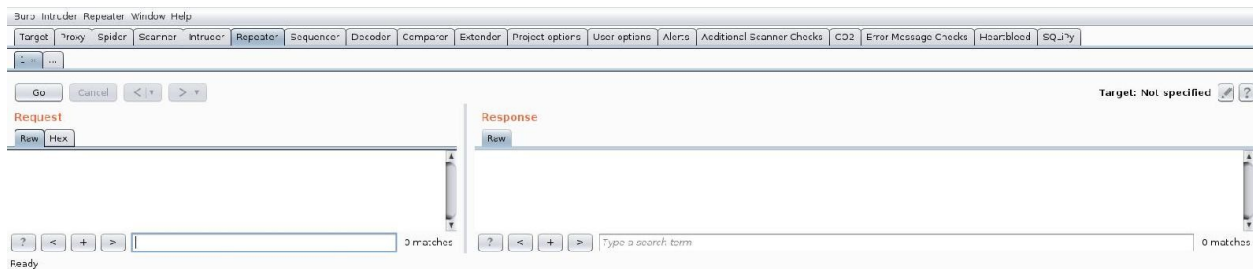 Burp Intruder Repeater Window Help
Target Proxy Spider Scanner Intruder Repeater Sequencer Decoder Comparer Extender Project options User options Alerts Additional Scanner Checks CO2 Error Message Checks Heartbleed SQLiPy
1 × ...
Go Cancel < > Target: Not specified ?
Request Response
Raw Hex Raw
? < + > 0 matches ? < + > Type a search term 0 matches
Ready